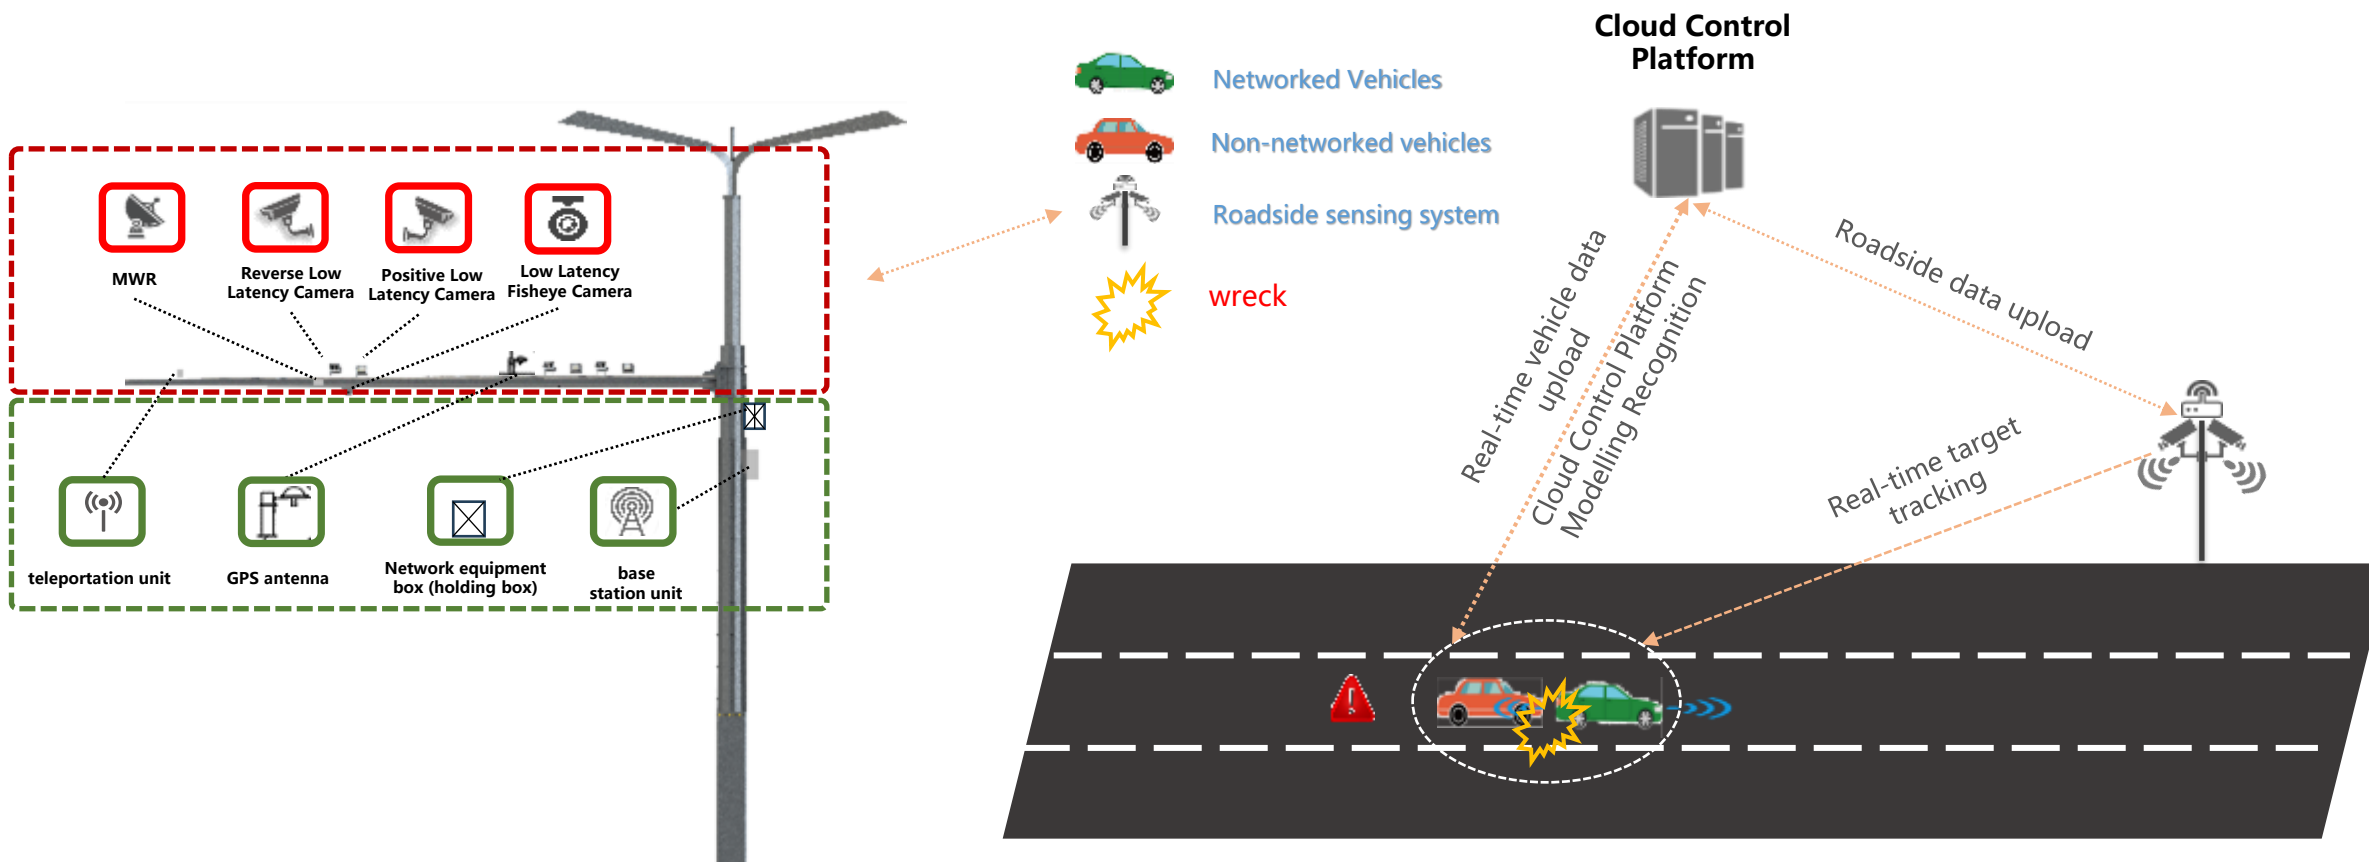 MWR
Reverse Low
Latency Camera
Positive Low
Latency Camera
Low Latency
Fisheye Camera
teleportation unit
GPS antenna
Network equipment
box (holding box)
base
station unit
Networked Vehicles
Non-networked vehicles
Roadside sensing system
wreck
Cloud Control
Platform
Real-time vehicle data
upload
Cloud Control Platform
Modelling Recognition
Roadside data upload
Real-time target
tracking